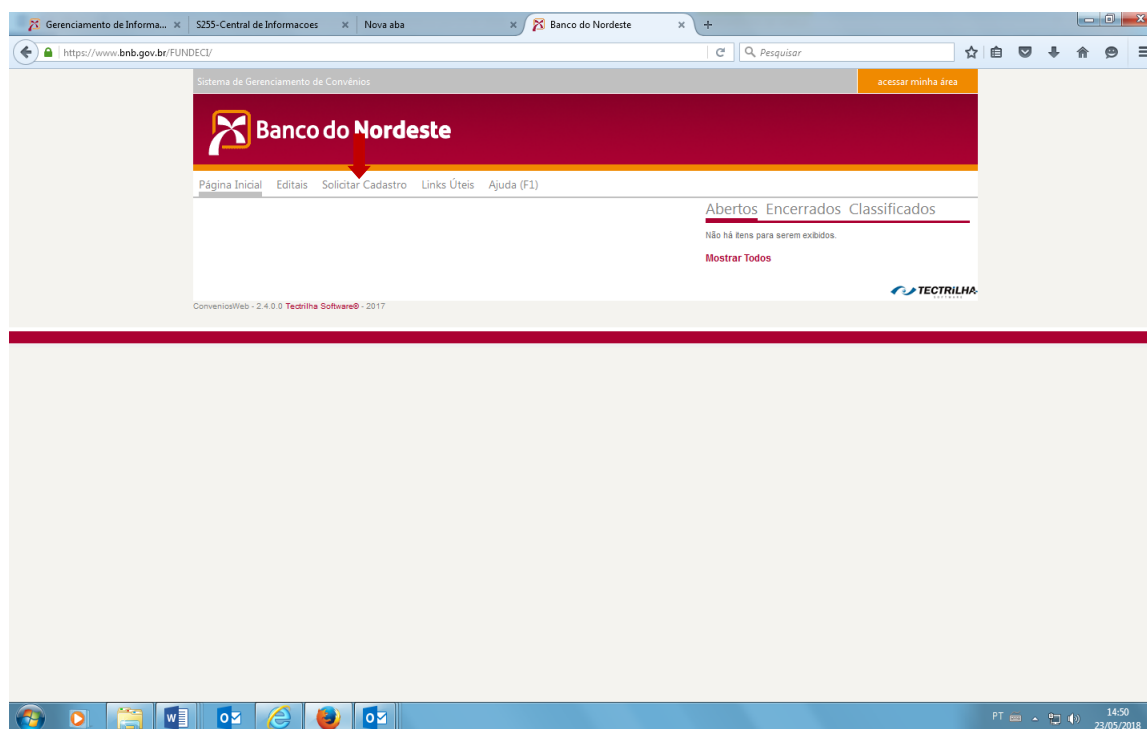 Gerenciamento de Informa...
S255-Central de Informacoes
Nova aba
Banco do Nordeste
https://www.bnb.gov.br/FUNDECI/
Pesquisar
Sistema de Gerenciamento de Convênios
acessar minha área
Banco do Nordeste
Página Inicial Editais Solicitar Cadastro Links Úteis Ajuda (F1)
Abertos Encerrados Classificados
Não há itens para serem exibidos.
Mostrar Todos
TECTRILHA
SOFTWARE
ConveniosWeb - 2.4.0.0 Tectrilha Software® - 2017
PT
14:50
23/05/2018